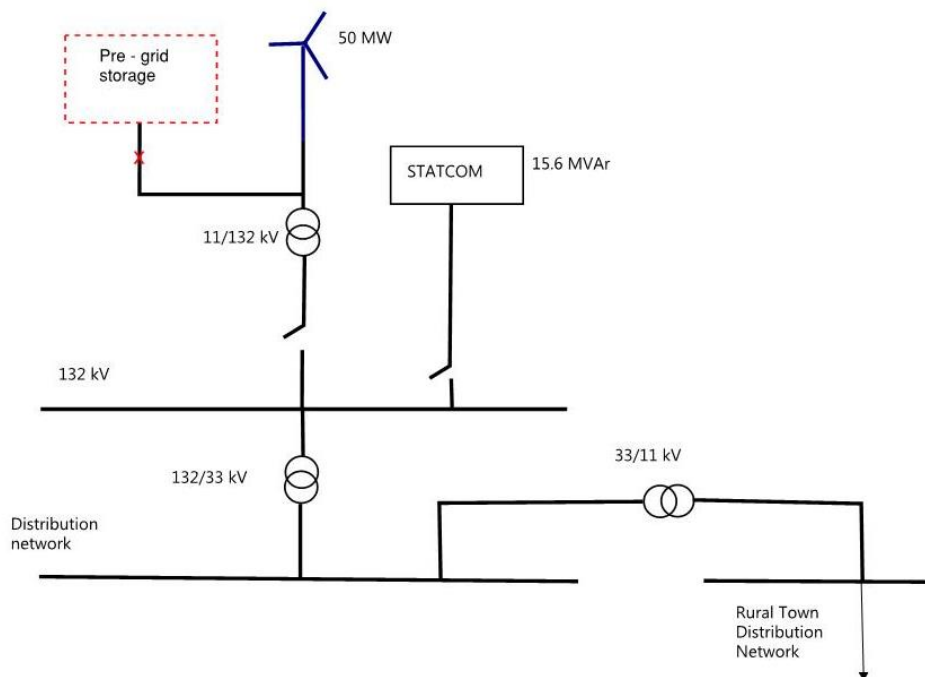 50 MW
Pre - grid
storage
STATCOM
15.6 MVAr
11/132 kV
132 kV
132/33 kV
33/11 kV
Distribution
network
Rural Town
Distribution
Network